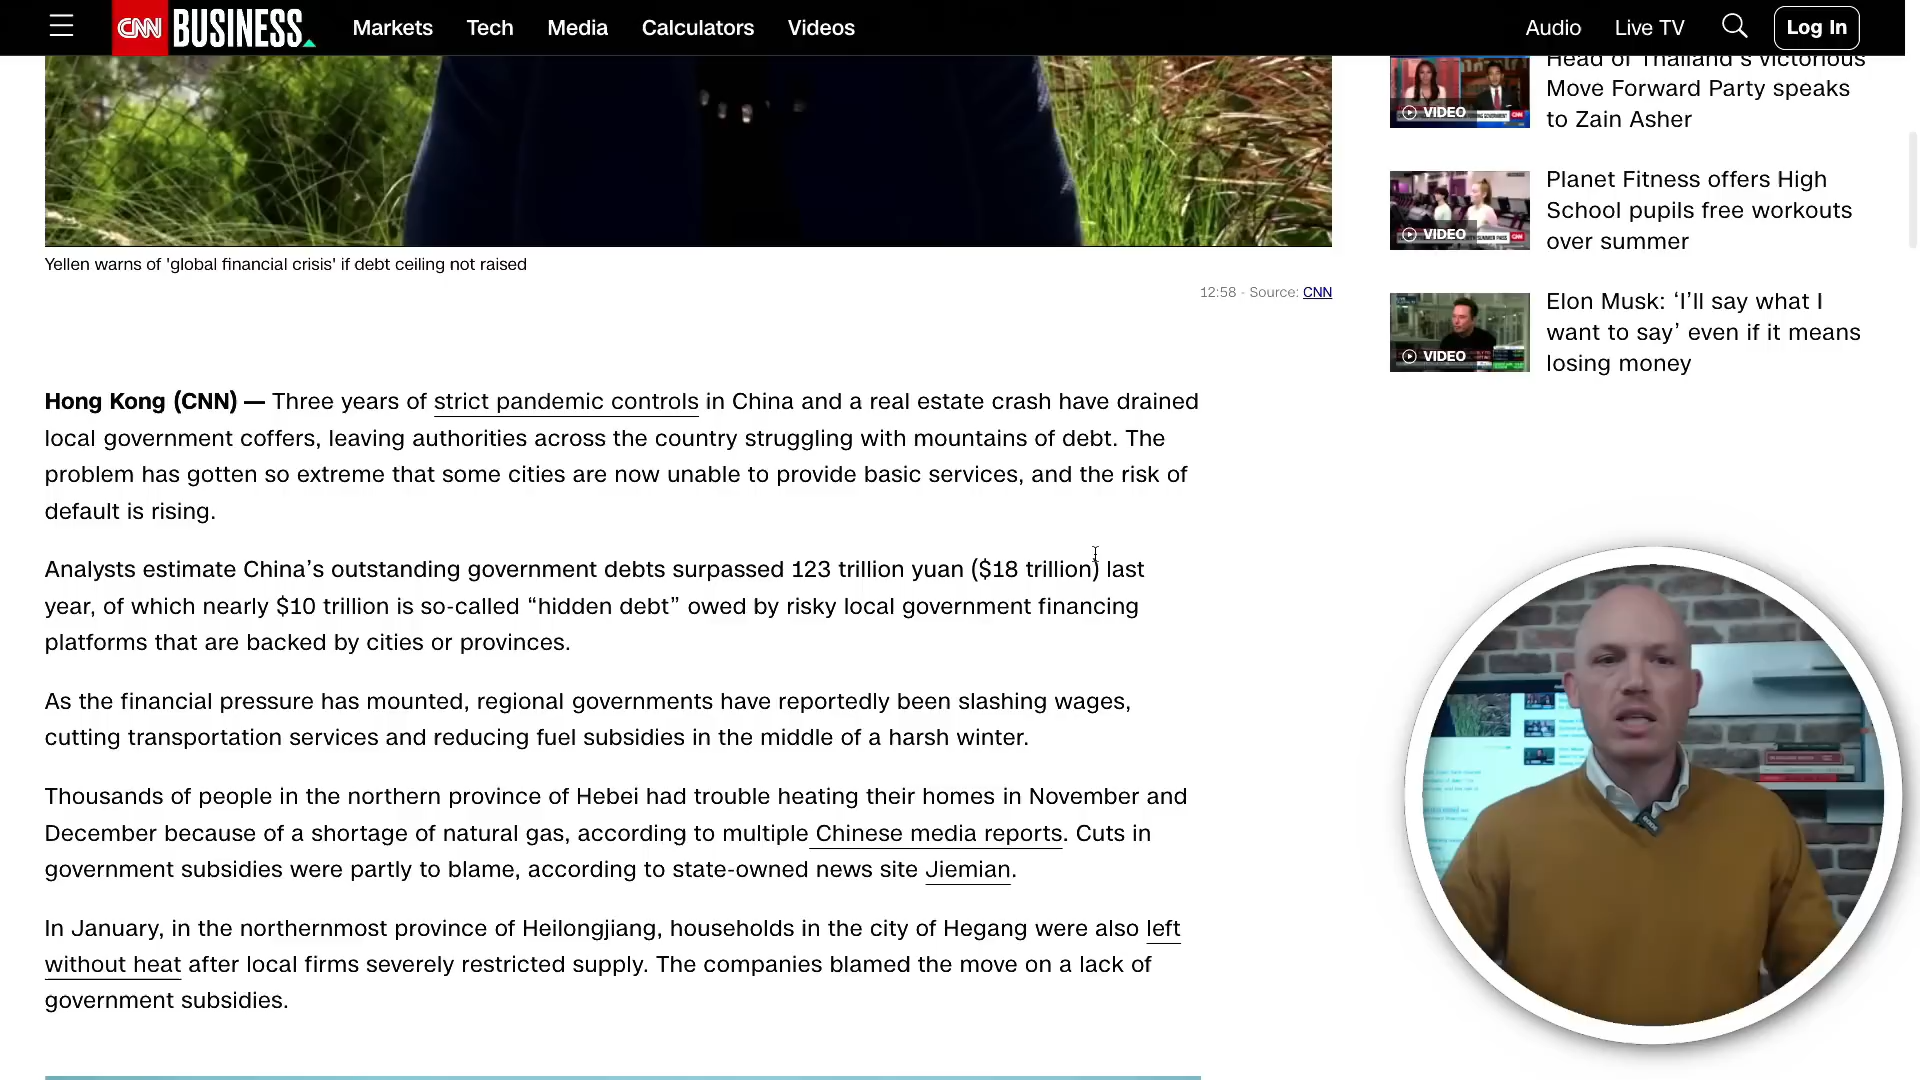 CNN BUSINESS
Markets
Tech
Media
Calculators
Videos
Audio
Live TV
Log In
Yellen warns of 'global financial crisis' if debt ceiling not raised
12:58 - Source: CNN
Hong Kong (CNN) — Three years of strict pandemic controls in China and a real estate crash have drained
local government coffers, leaving authorities across the country struggling with mountains of debt. The
problem has gotten so extreme that some cities are now unable to provide basic services, and the risk of
default is rising.
Analysts estimate China’s outstanding government debts surpassed 123 trillion yuan ($18 trillion) last
year, of which nearly $10 trillion is so-called “hidden debt” owed by risky local government financing
platforms that are backed by cities or provinces.
As the financial pressure has mounted, regional governments have reportedly been slashing wages,
cutting transportation services and reducing fuel subsidies in the middle of a harsh winter.
Thousands of people in the northern province of Hebei had trouble heating their homes in November and
December because of a shortage of natural gas, according to multiple Chinese media reports. Cuts in
government subsidies were partly to blame, according to state-owned news site Jiemian.
In January, in the northernmost province of Heilongjiang, households in the city of Hegang were also left
without heat after local firms severely restricted supply. The companies blamed the move on a lack of
government subsidies.
Head of Thailand's victorious
Move Forward Party speaks
to Zain Asher
VIDEO
Planet Fitness offers High
School pupils free workouts
over summer
VIDEO
Elon Musk: ‘I’ll say what I
want to say’ even if it means
losing money
VIDEO